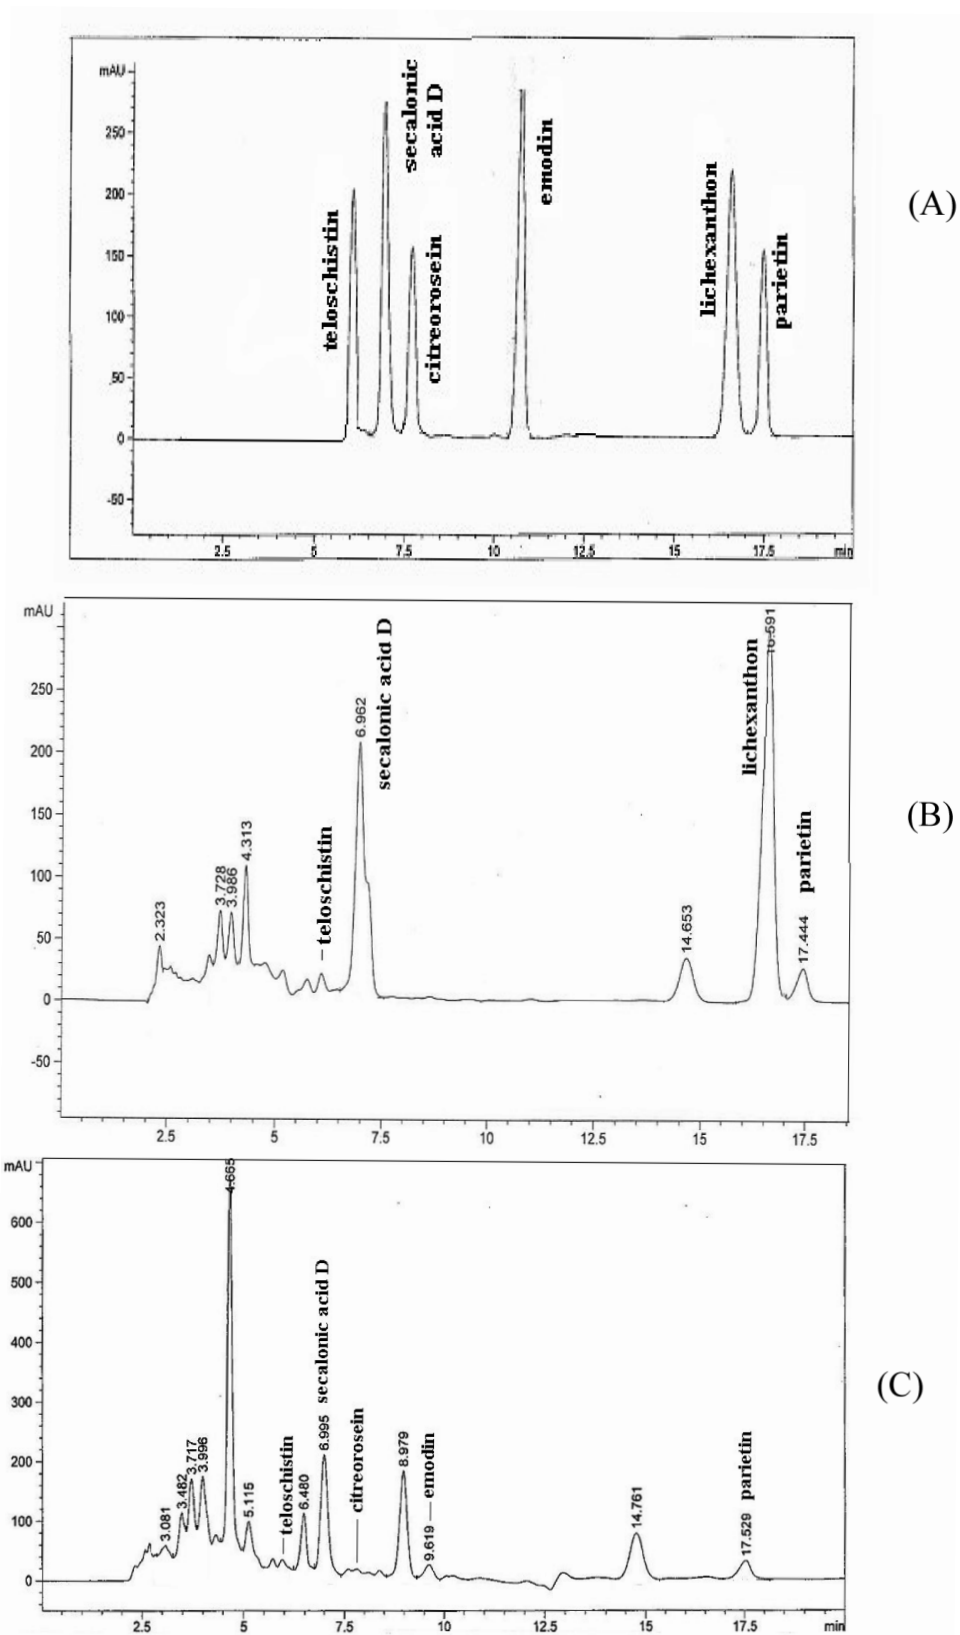 mAU
250
200
150
100
50
0
-50
teloschistin
secalonic
acid D
citreorosein
emodin
lichexanthon
parietin
2.5
5
7.5
10
12.5
15
17.5
min
(A)
mAU
250
200
150
100
50
0
-50
2.323
3.728
3.986
4.313
teloschistin
6.962
secalonic acid D
14.653
lichexanthon
16.591
17.444
parietin
2.5
5
7.5
10
12.5
15
17.5
(B)
mAU
600
500
400
300
200
100
0
3.081
3.482
3.717
3.996
4.665
5.115
teloschistin
6.480
6.995
secalonic acid D
citreorosein
8.979
9.619
emodin
14.761
17.529
parietin
2.5
5
7.5
10
12.5
15
17.5
min
(C)